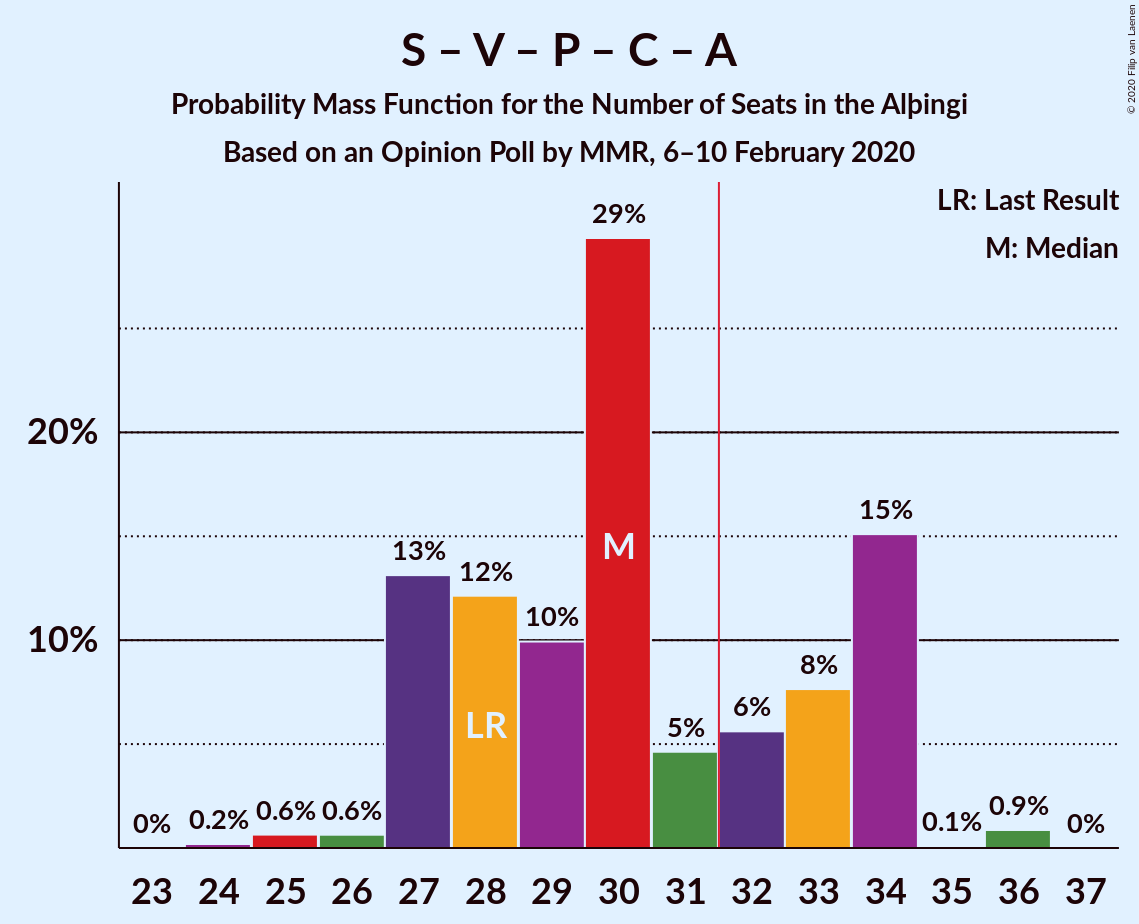 S – V – P – C – A
Probability Mass Function for the Number of Seats in the Alþingi
Based on an Opinion Poll by MMR, 6–10 February 2020
© 2020 Filip van Laenen
LR: Last Result
M: Median
29%
20%
15%
M
13%
12%
10%
10%
8%
LR
6%
5%
0% 0.2% 0.6% 0.6% 0.1% 0.9% 0%
23 24 25 26 27 28 29 30 31 32 33 34 35 36 37